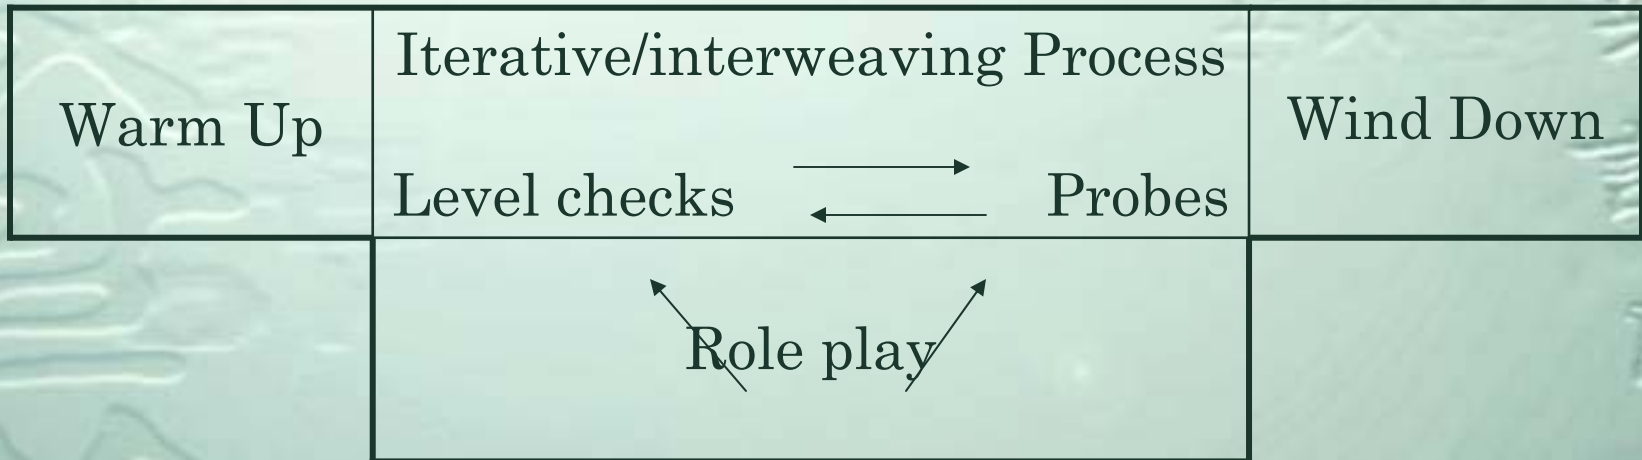 Warm Up
Iterative/interweaving Process
Level checks
Probes
Wind Down
Role play